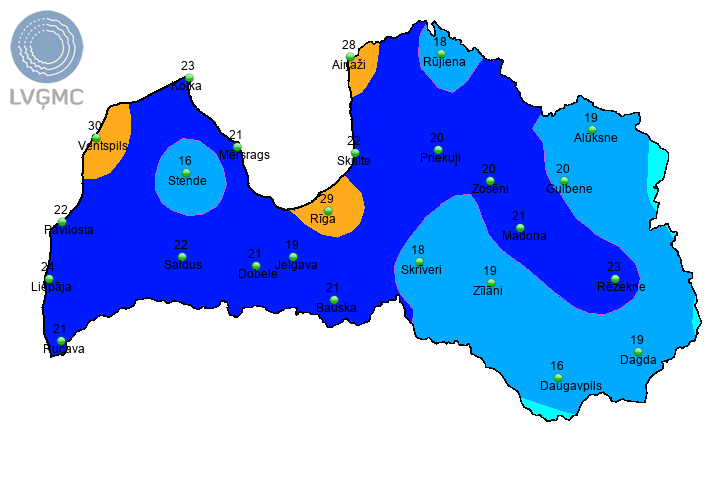 LVĢMC
18
Rūjiena
28
Ainaži
23
Kolka
19
Alūksne
30
Ventspils
21
Mērsrags
22
Skulte
20
Priekuļi
16
Stende
20
Zosēni
20
Gulbene
29
Rīga
22
Pāvilosta
21
Madona
22
Saldus
21
Dobele
19
Jelgava
18
Skrīveri
24
Liepāja
19
Zīlāni
23
Rēzekne
21
Bauska
21
Rucava
19
Dagda
16
Daugavpils